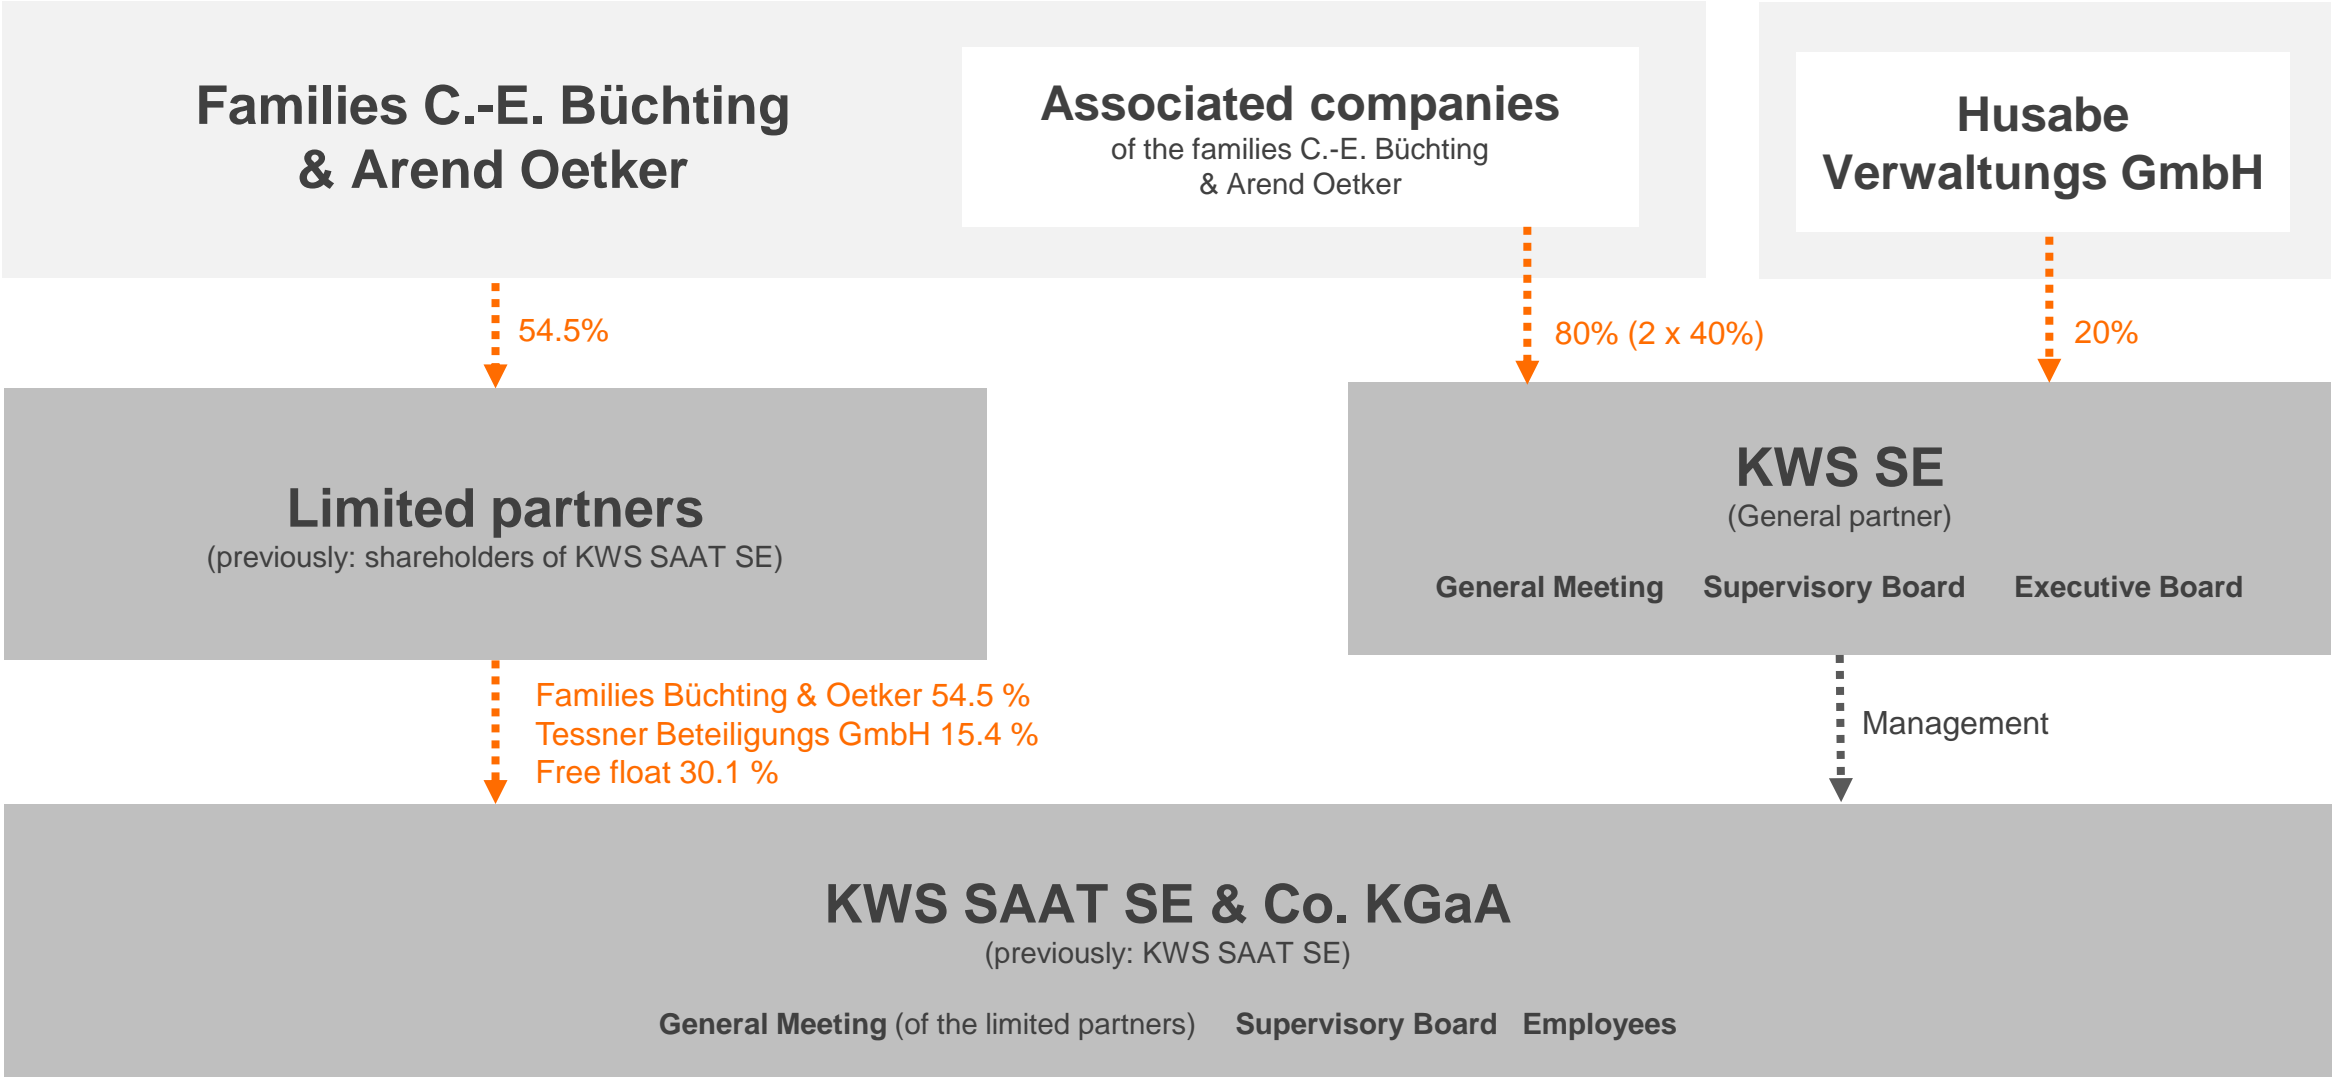 Families C.-E. Büchting
& Arend Oetker
Associated companies
of the families C.-E. Büchting
& Arend Oetker
Husabe
Verwaltungs GmbH
54.5%
80% (2 x 40%)
20%
Limited partners
(previously: shareholders of KWS SAAT SE)
KWS SE
(General partner)
General Meeting Supervisory Board Executive Board
Families Büchting & Oetker 54.5 %
Tessner Beteiligungs GmbH 15.4 %
Free float 30.1 %
Management
KWS SAAT SE & Co. KGaA
(previously: KWS SAAT SE)
General Meeting (of the limited partners) Supervisory Board Employees